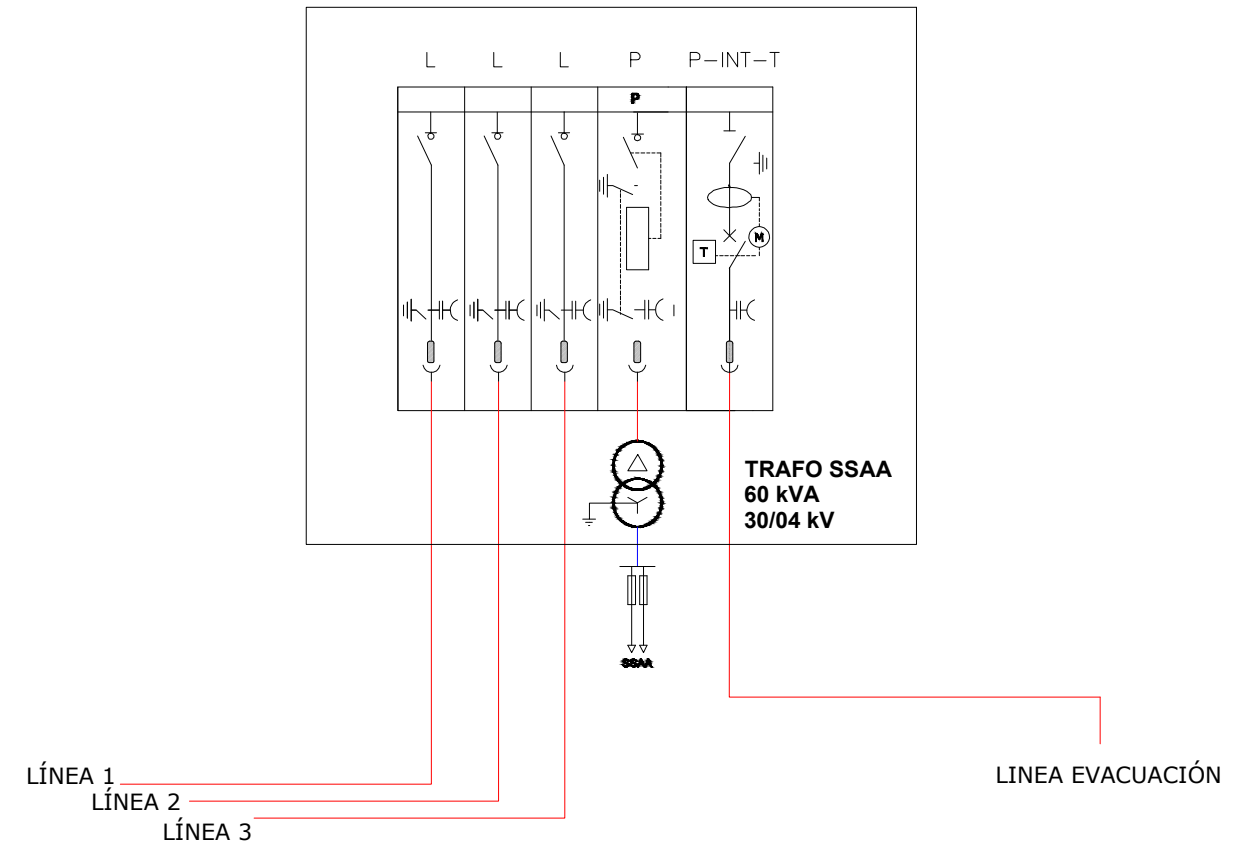 L L L P P-INT-T
P
M
T
TRAFO SSAA
60 kVA
30/04 kV
SSAA
LÍNEA 1
LINEA EVACUACIÓN
LÍNEA 2
LÍNEA 3